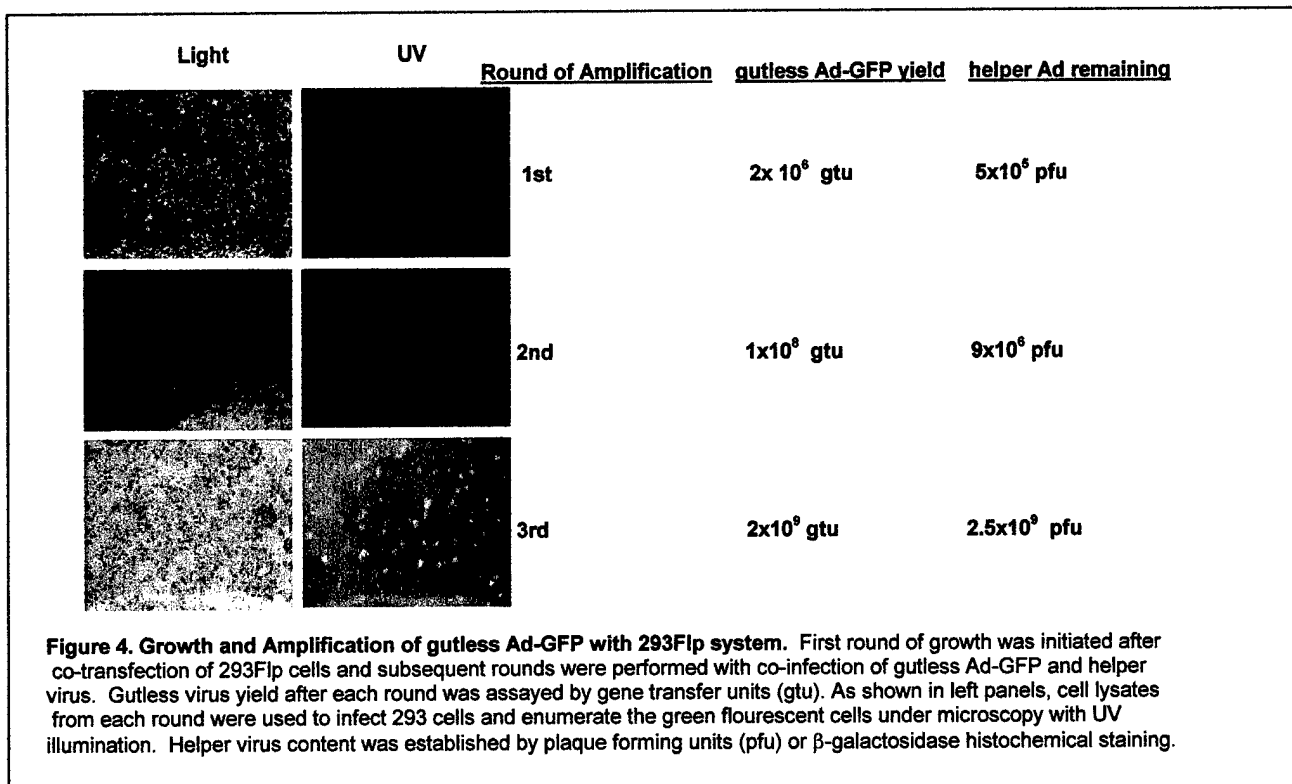 Light UV
Round of Amplification gutless Ad-GFP yield helper Ad remaining
1st 2x 10⁶ gtu 5x10⁵ pfu
2nd 1x10⁸ gtu 9x10⁶ pfu
3rd 2x10⁹ gtu 2.5x10⁹ pfu
Figure 4. Growth and Amplification of gutless Ad-GFP with 293Flp system. First round of growth was initiated after
co-transfection of 293Flp cells and subsequent rounds were performed with co-infection of gutless Ad-GFP and helper
virus. Gutless virus yield after each round was assayed by gene transfer units (gtu). As shown in left panels, cell lysates
from each round were used to infect 293 cells and enumerate the green flourescent cells under microscopy with UV
illumination. Helper virus content was established by plaque forming units (pfu) or β-galactosidase histochemical staining.